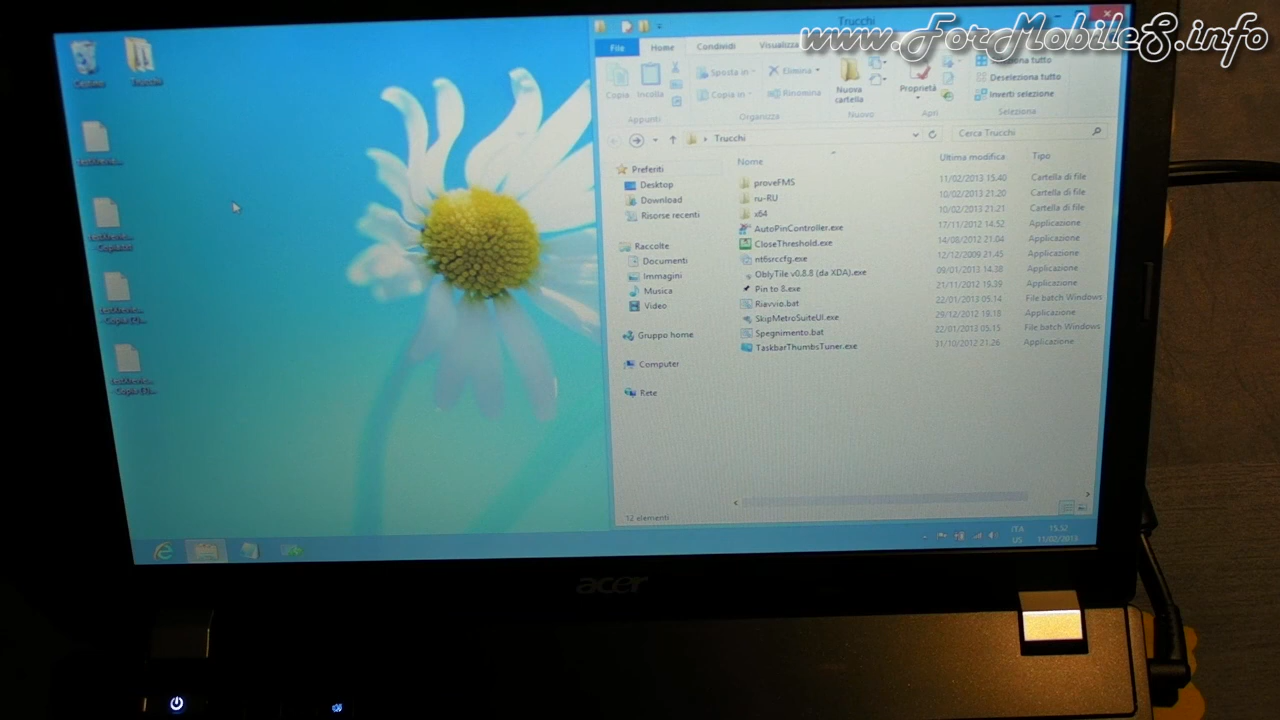 www.ForMobileS.info
Trucchi
File Home Condividi Visualizza
Copia Incolla
Sposta in
Copia in
Elimina
Rinomina
Nuova
cartella
Proprietà
Deseleziona tutto
Inverti selezione
Appunti Organizza Nuovo Apri Seleziona
Trucchi
Cerca Trucchi
Nome Ultima modifica Tipo
proveFMS 11/02/2013 15.40 Cartella di file
ru-RU 10/02/2013 21.20 Cartella di file
x64 10/02/2013 21.21 Cartella di file
AutoPinController.exe 17/11/2012 14.52 Applicazione
CloseThreshold.exe 14/08/2012 21.04 Applicazione
nt6srccfg.exe 12/12/2009 21.45 Applicazione
OblyTile v0.8.8 (da XDA).exe 09/01/2013 14.38 Applicazione
Pin to 8.exe 21/11/2012 19.39 Applicazione
Riavvio.bat 22/01/2013 05.14 File batch Windows
SkipMetroSuiteUI.exe 29/12/2012 19.18 Applicazione
Spegnimento.bat 22/01/2013 05.15 File batch Windows
TaskbarThumbsTuner.exe 31/10/2012 21.26 Applicazione
Preferiti
Desktop
Download
Risorse recenti
Raccolte
Documenti
Immagini
Musica
Video
Gruppo home
Computer
Rete
12 elementi
Cestino
Trucchi
ITA
US
15.52
11/02/2013
acer